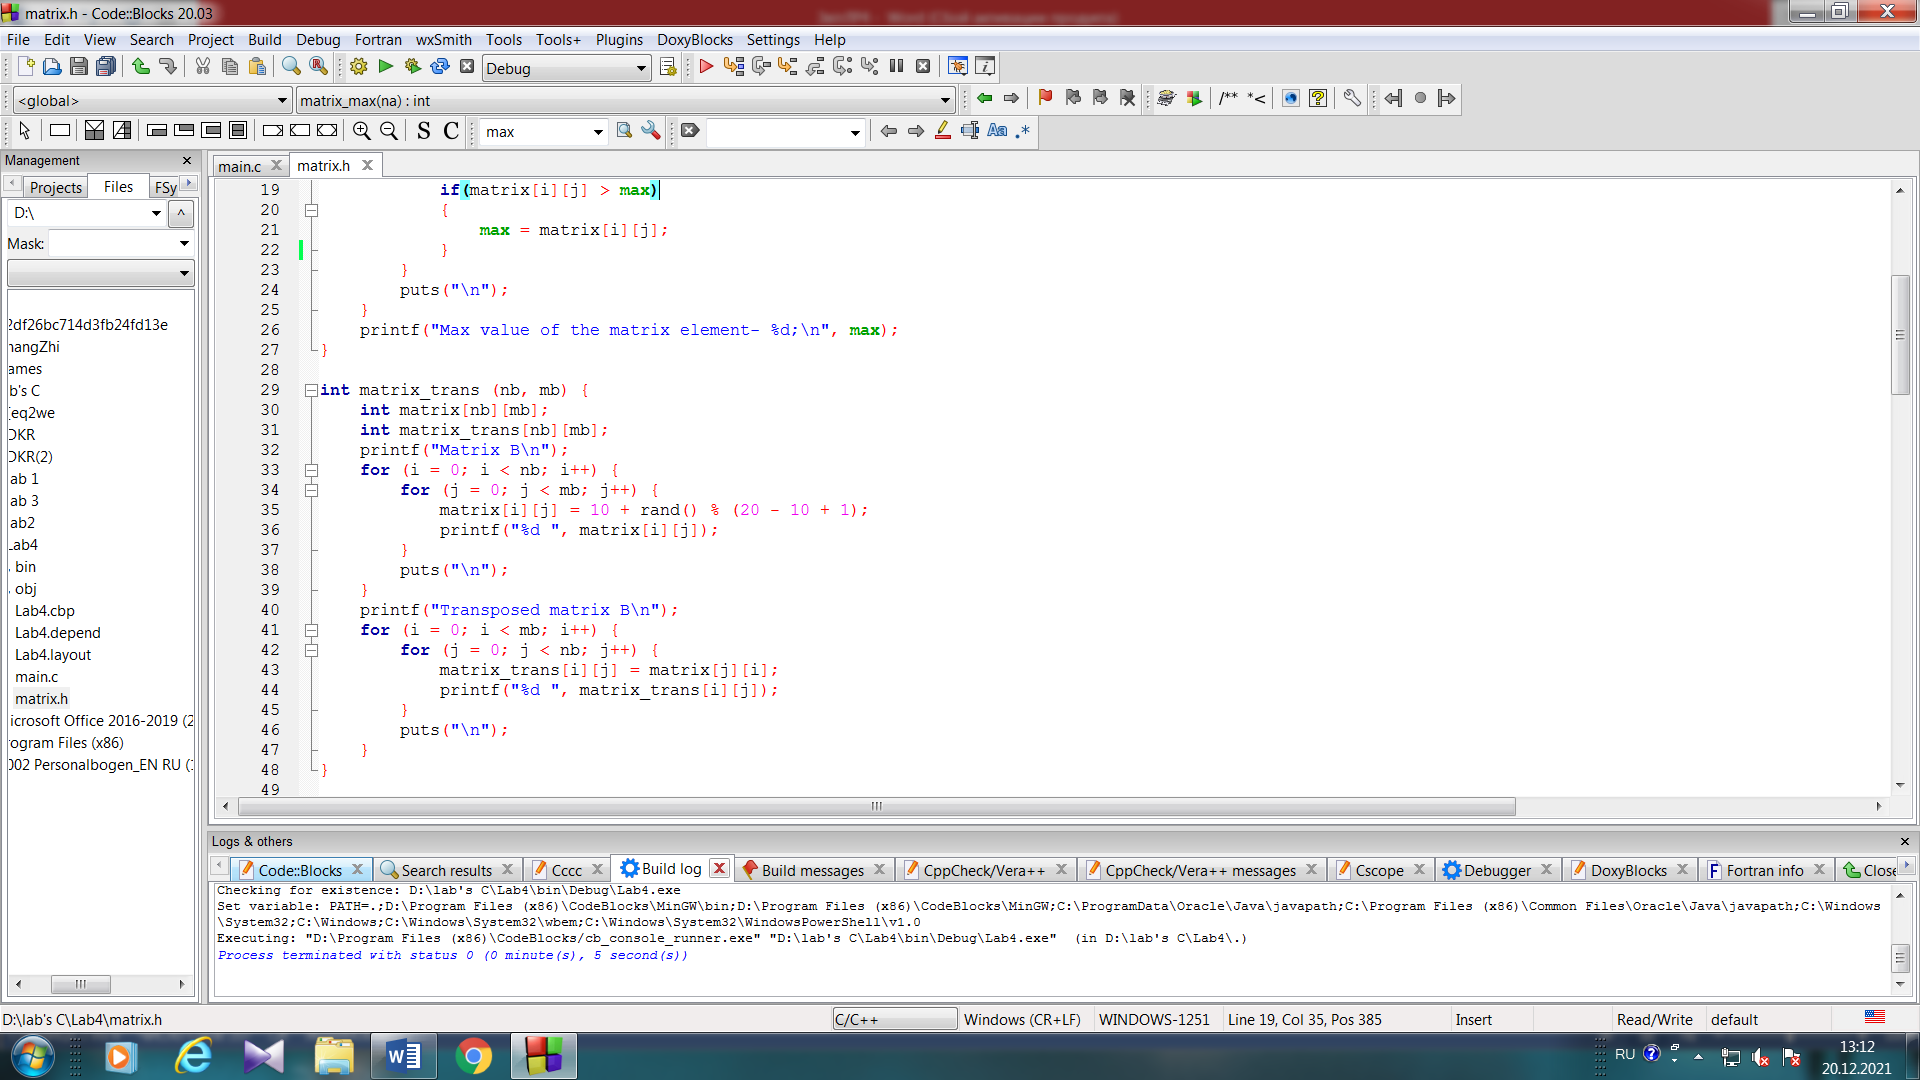 matrix.h - Code::Blocks 20.03
File Edit View Search Project Build Debug Fortran wxSmith Tools Tools+ Plugins DoxyBlocks Settings Help
Debug
<global> matrix_max(na) : int
/** *<
S C max Aa .*
Management
Projects Files FSy
D:\ ^
Mask:
2df26bc714d3fb24fd13e
hangZhi
ames
b's C
[eq2we
DKR
DKR(2)
ab 1
ab 3
ab2
Lab4
bin
obj
Lab4.cbp
Lab4.depend
Lab4.layout
main.c
matrix.h
icrosoft Office 2016-2019 (2
rogram Files (x86)
002 Personalbogen_EN RU (1
main.c matrix.h
19 if(matrix[i][j] > max)
20 {
21 max = matrix[i][j];
22 }
23 }
24 puts("\n");
25 }
26 printf("Max value of the matrix element- %d;\n", max);
27 }
28
29 int matrix_trans (nb, mb) {
30 int matrix[nb][mb];
31 int matrix_trans[nb][mb];
32 printf("Matrix B\n");
33 for (i = 0; i < nb; i++) {
34 for (j = 0; j < mb; j++) {
35 matrix[i][j] = 10 + rand() % (20 - 10 + 1);
36 printf("%d ", matrix[i][j]);
37 }
38 puts("\n");
39 }
40 printf("Transposed matrix B\n");
41 for (i = 0; i < mb; i++) {
42 for (j = 0; j < nb; j++) {
43 matrix_trans[i][j] = matrix[j][i];
44 printf("%d ", matrix_trans[i][j]);
45 }
46 puts("\n");
47 }
48 }
49
Logs & others
Code::Blocks Search results Cccc Build log Build messages CppCheck/Vera++ CppCheck/Vera++ messages Cscope Debugger DoxyBlocks Fortran info Close
Checking for existence: D:\lab's C\Lab4\bin\Debug\Lab4.exe
Set variable: PATH=.;D:\Program Files (x86)\CodeBlocks\MinGW\bin;D:\Program Files (x86)\CodeBlocks\MinGW;C:\ProgramData\Oracle\Java\javapath;C:\Program Files (x86)\Common Files\Oracle\Java\javapath;C:\Windows
\System32;C:\Windows;C:\Windows\System32\wbem;C:\Windows\System32\WindowsPowerShell\v1.0
Executing: "D:\Program Files (x86)\CodeBlocks/cb_console_runner.exe" "D:\lab's C\Lab4\bin\Debug\Lab4.exe" (in D:\lab's C\Lab4\.)
Process terminated with status 0 (0 minute(s), 5 second(s))
D:\lab's C\Lab4\matrix.h C/C++ Windows (CR+LF) WINDOWS-1251 Line 19, Col 35, Pos 385 Insert Read/Write default
RU
13:12
20.12.2021